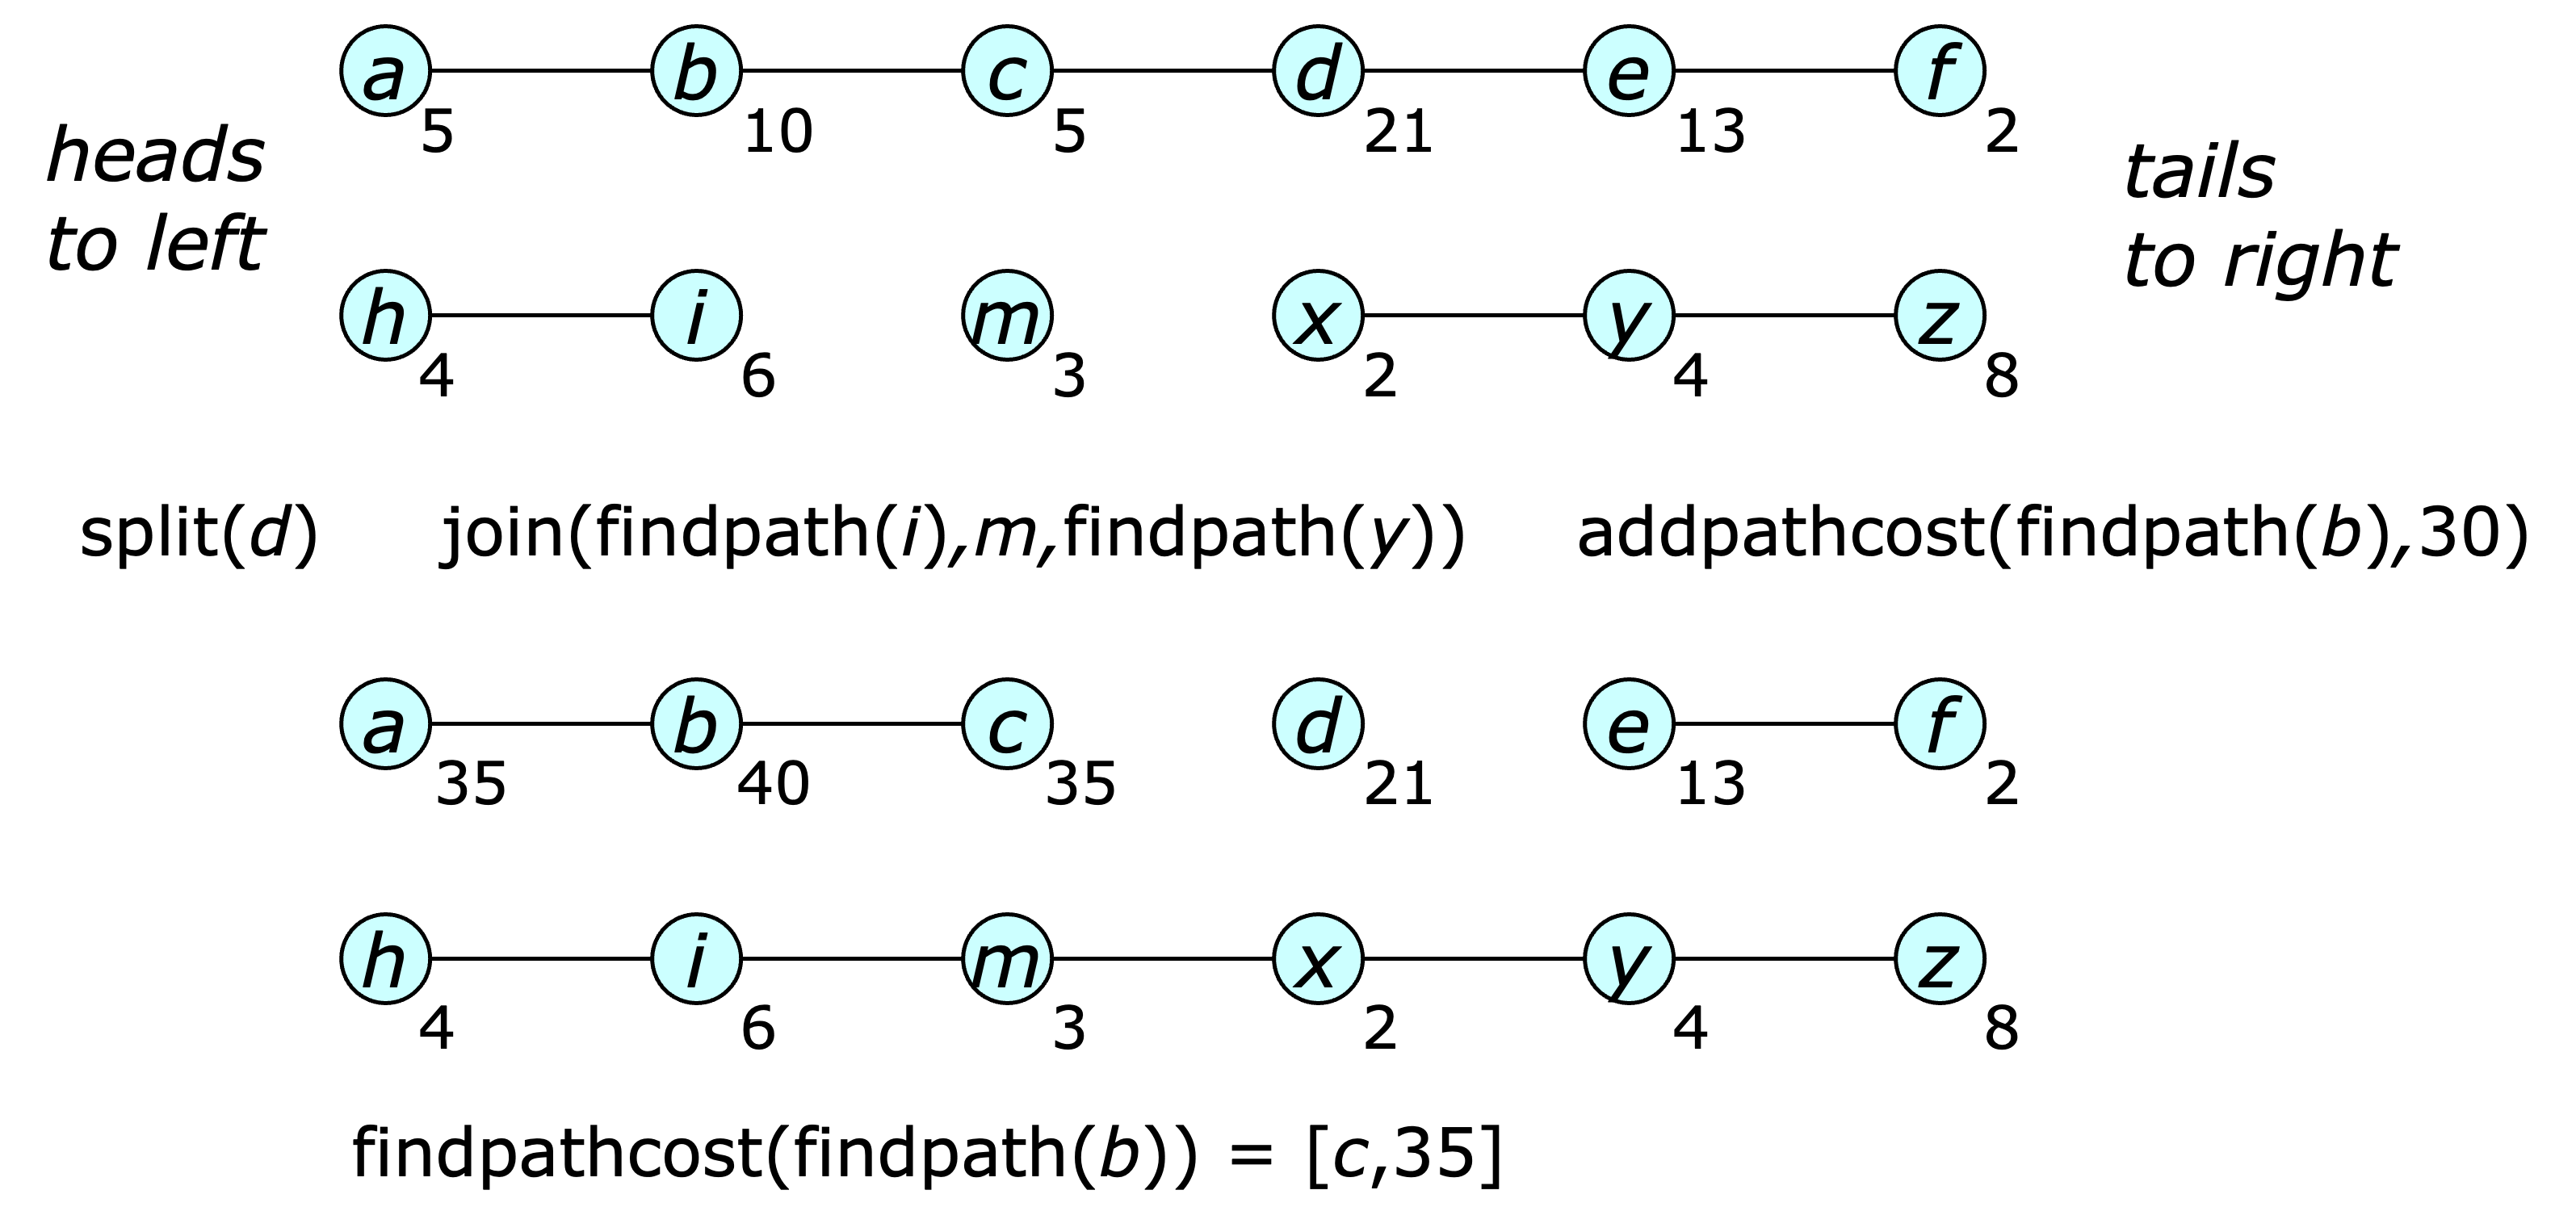 a b c d e f
5 10 5 21 13 2
heads
to left
tails
to right
h i m x y z
4 6 3 2 4 8
split(d) join(findpath(i),m,findpath(y)) addpathcost(findpath(b),30)
a b c d e f
35 40 35 21 13 2
h i m x y z
4 6 3 2 4 8
findpathcost(findpath(b)) = [c,35]